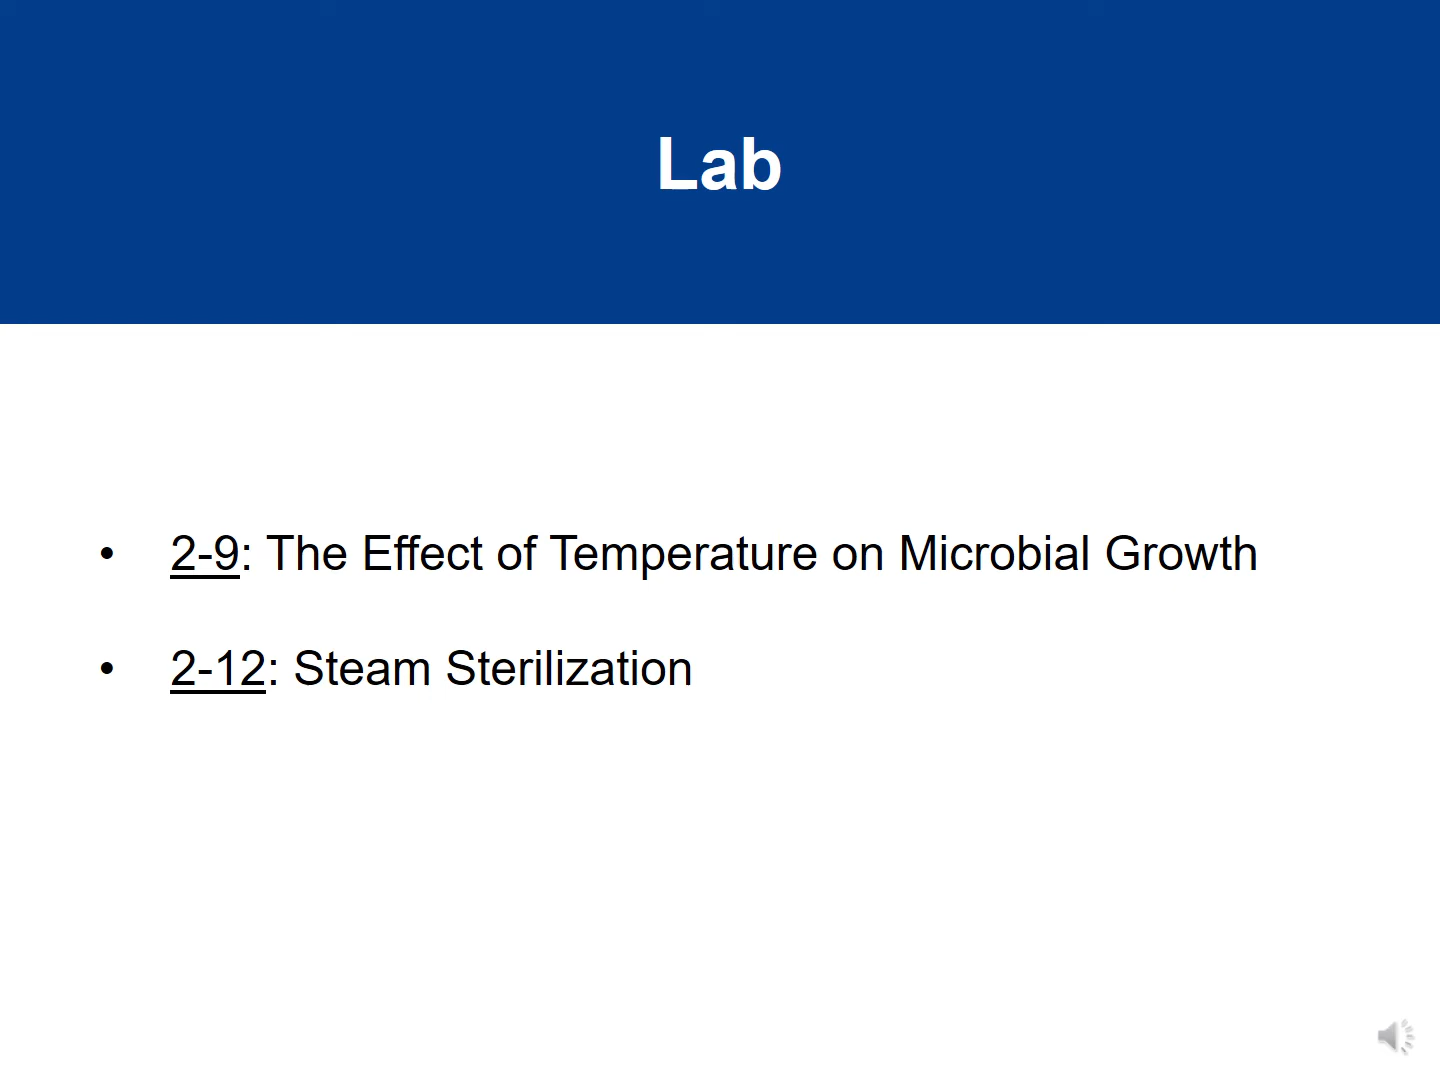 Lab
• 2-9: The Effect of Temperature on Microbial Growth
• 2-12: Steam Sterilization